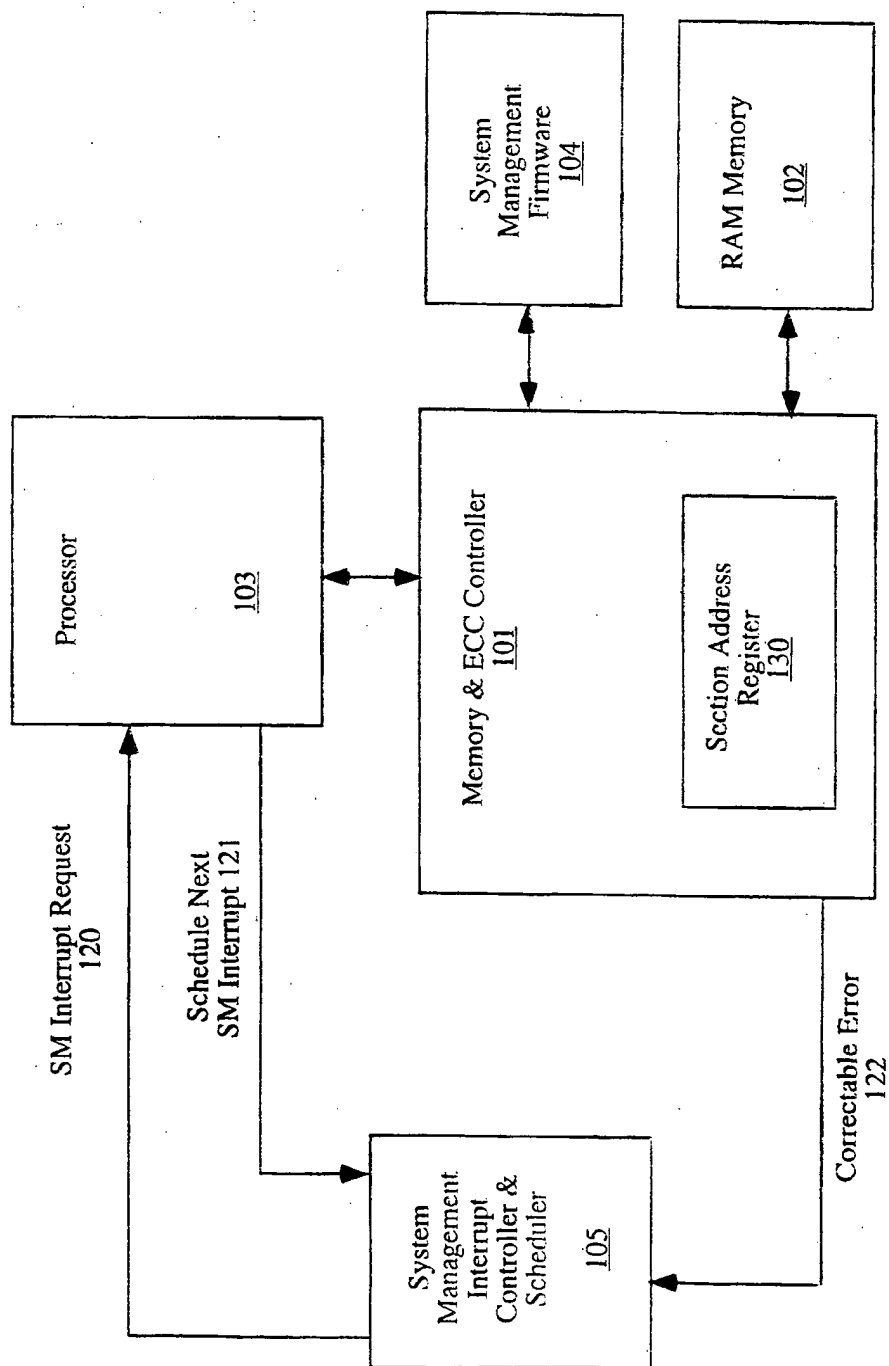 SM Interrupt Request
120
Schedule Next
SM Interrupt 121
Processor
103
System
Management
Interrupt
Controller &
Scheduler
105
Memory & ECC Controller
101
Section Address
Register
130
System
Management
Firmware
104
RAM Memory
102
Correctable Error
122